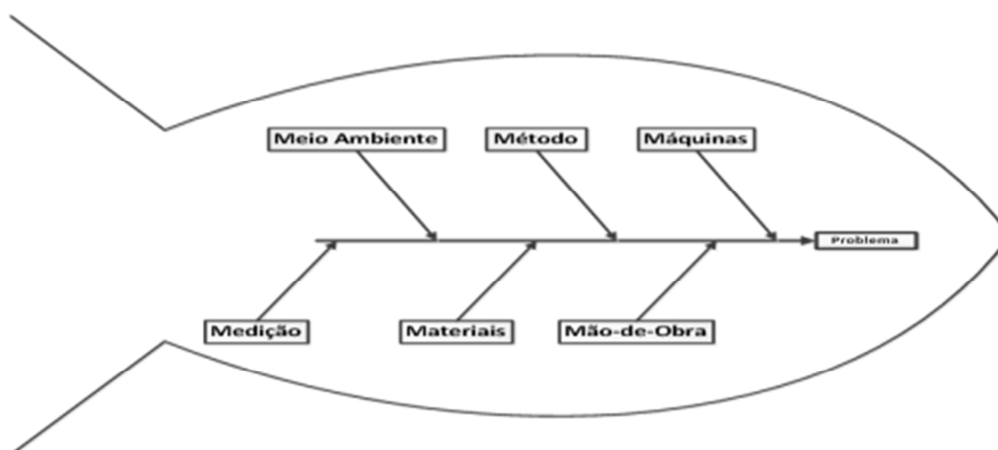 Meio Ambiente
Método
Máquinas
Problema
Medição
Materiais
Mão-de-Obra